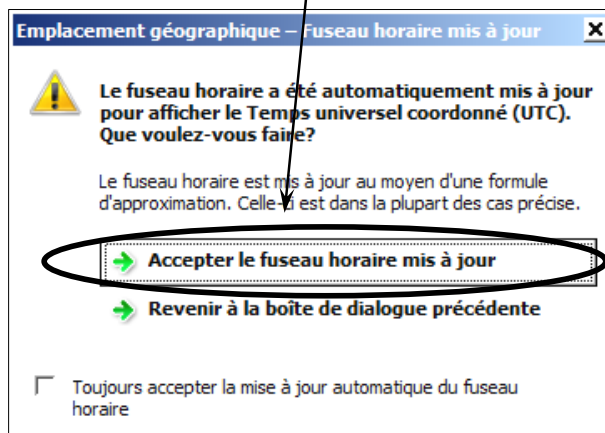 Emplacement géographique – Fuseau horaire mis à jour
Le fuseau horaire a été automatiquement mis à jour
pour afficher le Temps universel coordonné (UTC).
Que voulez-vous faire?
Le fuseau horaire est mis à jour au moyen d'une formule
d'approximation. Celle-ci est dans la plupart des cas précise.
Accepter le fuseau horaire mis à jour
Revenir à la boîte de dialogue précédente
Toujours accepter la mise à jour automatique du fuseau
horaire